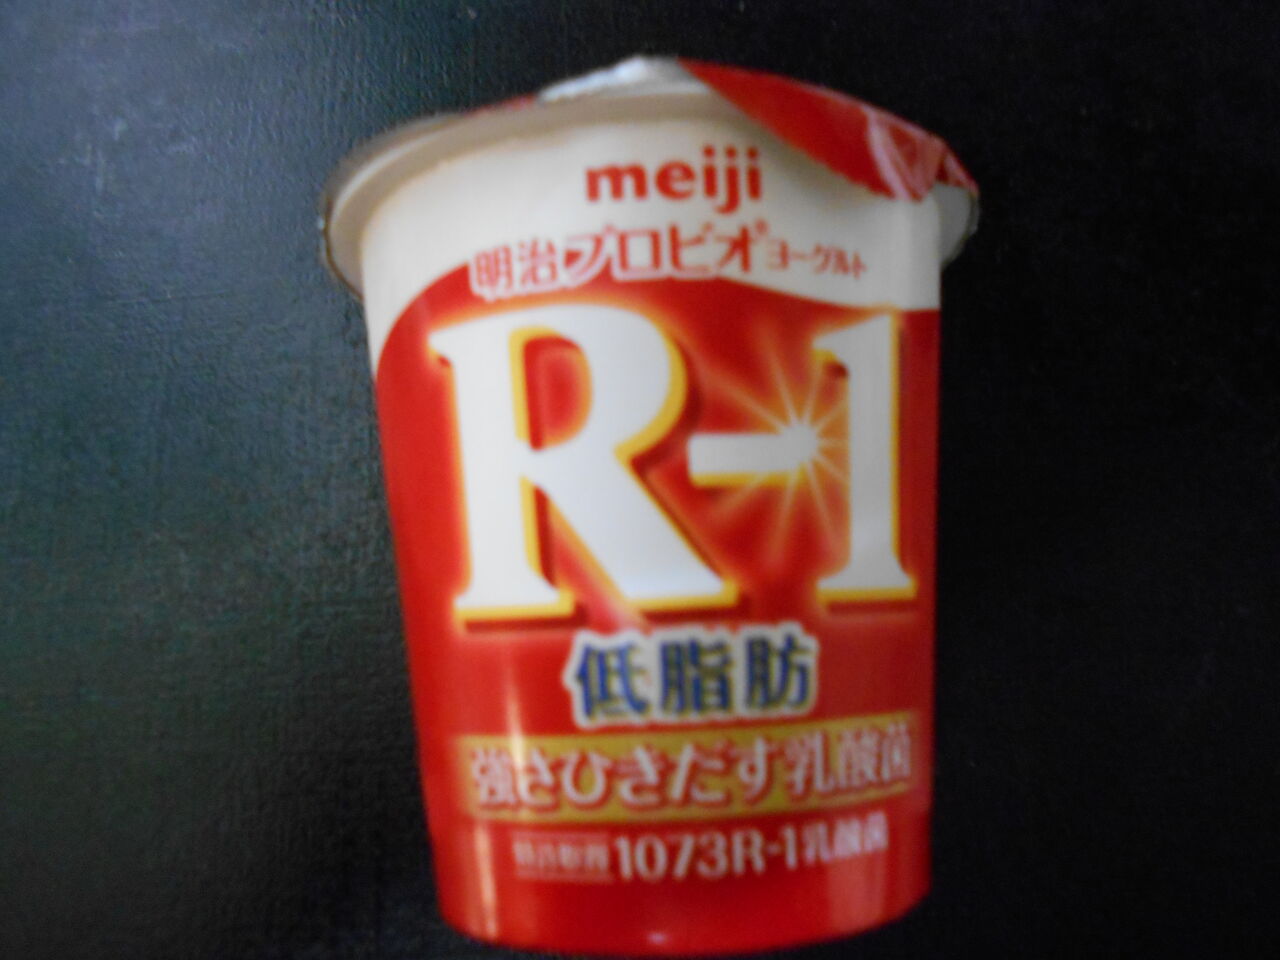 meiji
明治プロビオヨーグルト
R-1
低脂肪
強さひきだす乳酸菌
1073R-1乳酸菌